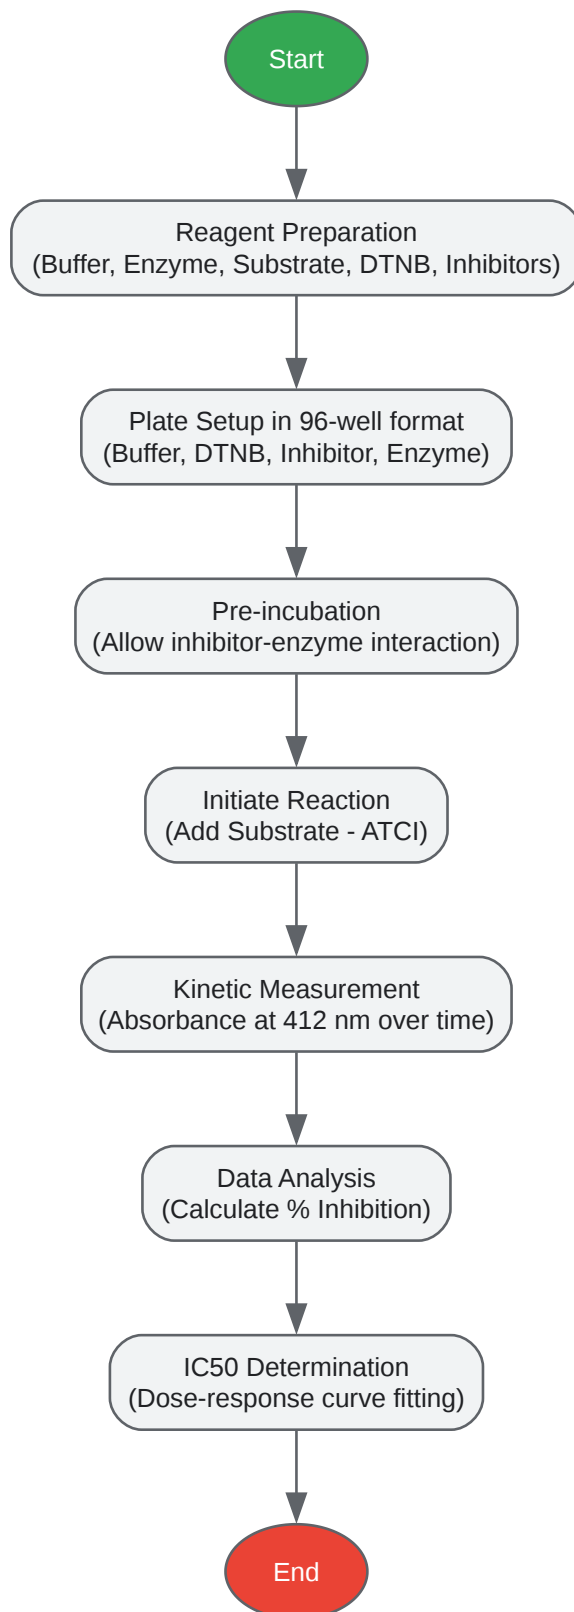 Start
Reagent Preparation
(Buffer, Enzyme, Substrate, DTNB, Inhibitors)
Plate Setup in 96-well format
(Buffer, DTNB, Inhibitor, Enzyme)
Pre-incubation
(Allow inhibitor-enzyme interaction)
Initiate Reaction
(Add Substrate - ATCI)
Kinetic Measurement
(Absorbance at 412 nm over time)
Data Analysis
(Calculate % Inhibition)
IC50 Determination
(Dose-response curve fitting)
End